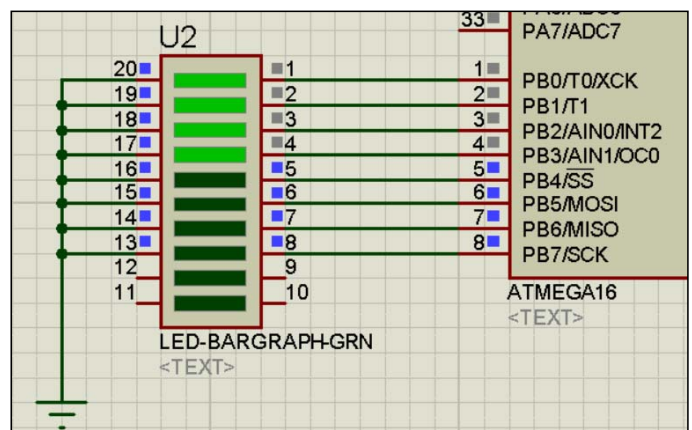 33
PA7/ADC7
U2
20 1 1 PB0/T0/XCK
19 2 2 PB1/T1
18 3 3 PB2/AIN0/INT2
17 4 4 PB3/AIN1/OC0
16 5 5 PB4/SS
15 6 6 PB5/MOSI
14 7 7 PB6/MISO
13 8 8 PB7/SCK
12 9
11 10
ATMEGA16
<TEXT>
LED-BARGRAPH-GRN
<TEXT>